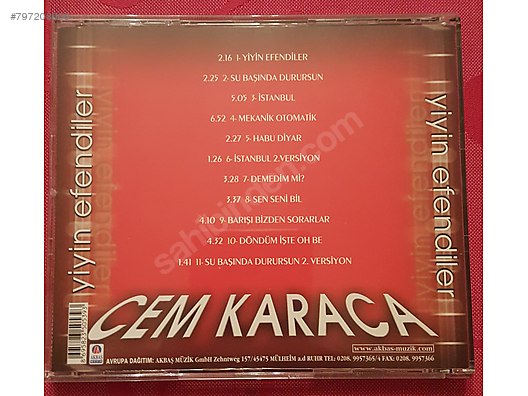 yiyin efendiler
2.16 1- YİYİN EFENDİLER
2.25 2- SU BAŞINDA DURURSUN
5.05 3- İSTANBUL
6.52 4- MEKANİK OTOMATİK
2.27 5- HABU DİYAR
1.26 6- İSTANBUL 2.VERSİYON
3.28 7- DEMEDİM Mİ?
3.37 8- SEN SENİ BİL
4.10 9- BARIŞI BİZDEN SORARLAR
4.32 10- DÖNDÜM İŞTE OH BE
1.41 11- SU BAŞINDA DURURSUN 2. VERSİYON
yiyin efendiler
sahibinden.com
CEM KARACA
www.akbas-muzik.com
AKBAŞ
AVRUPA DAĞITIM: AKBAŞ MÜZİK GmbH Zehntweg 157/45475 MÜLHEİM a.d RUHR TEL: 0208. 9957365/4 FAX: 0208. 9957366